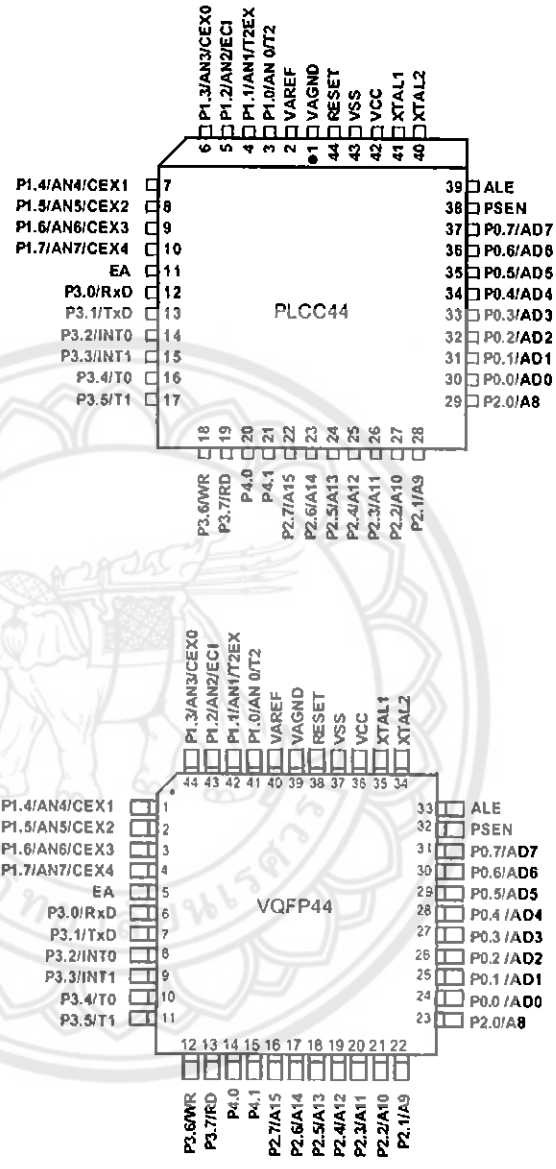 P1.3/AN3/CEX0
P1.2/AN2/ECI
P1.1/AN1/T2EX
P1.0/AN 0/T2
VAREF
VAGND
RESET
VSS
VCC
XTAL1
XTAL2
6 5 4 3 2 1 44 43 42 41 40
P1.4/AN4/CEX1 7
P1.5/AN5/CEX2 8
P1.6/AN6/CEX3 9
P1.7/AN7/CEX4 10
EA 11
P3.0/RxD 12
P3.1/TxD 13
P3.2/INT0 14
P3.3/INT1 15
P3.4/T0 16
P3.5/T1 17
PLCC44
39 ALE
38 PSEN
37 P0.7/AD7
36 P0.6/AD6
35 P0.5/AD5
34 P0.4/AD4
33 P0.3/AD3
32 P0.2/AD2
31 P0.1/AD1
30 P0.0/AD0
29 P2.0/A8
18 19 20 21 22 23 24 25 26 27 28
P3.6/WR
P3.7/RD
P4.0
P4.1
P2.7/A15
P2.6/A14
P2.5/A13
P2.4/A12
P2.3/A11
P2.2/A10
P2.1/A9
P1.3/AN3/CEX0
P1.2/AN2/ECI
P1.1/AN1/T2EX
P1.0/AN 0/T2
VAREF
VAGND
RESET
VSS
VCC
XTAL1
XTAL2
44 43 42 41 40 39 38 37 36 35 34
P1.4/AN4/CEX1 1
P1.5/AN5/CEX2 2
P1.6/AN6/CEX3 3
P1.7/AN7/CEX4 4
EA 5
P3.0/RxD 6
P3.1/TxD 7
P3.2/INT0 8
P3.3/INT1 9
P3.4/T0 10
P3.5/T1 11
VQFP44
33 ALE
32 PSEN
31 P0.7/AD7
30 P0.6/AD6
29 P0.5/AD5
28 P0.4 /AD4
27 P0.3 /AD3
26 P0.2 /AD2
25 P0.1 /AD1
24 P0.0 /AD0
23 P2.0/A8
12 13 14 15 16 17 18 19 20 21 22
P3.6/WR
P3.7/RD
P4.0
P4.1
P2.7/A15
P2.6/A14
P2.5/A13
P2.4/A12
P2.3/A11
P2.2/A10
P2.1/A9